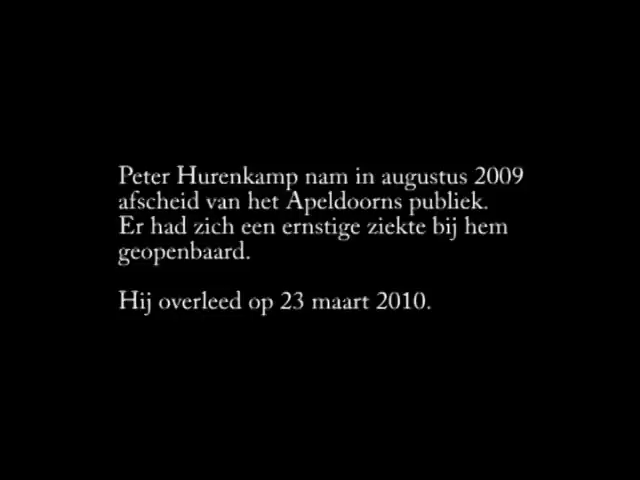 Peter Hurenkamp nam in augustus 2009
afscheid van het Apeldoorns publiek.
Er had zich een ernstige ziekte bij hem
geopenbaard.
Hij overleed op 23 maart 2010.